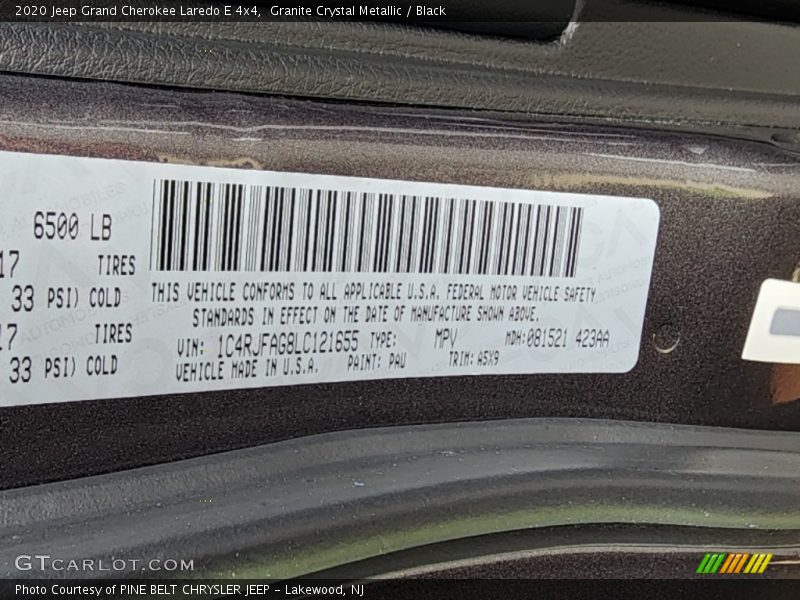 2020 Jeep Grand Cherokee Laredo E 4x4,  Granite Crystal Metallic / Black
6500 LB
17 TIRES
33 PSI) COLD
17 TIRES
33 PSI) COLD
THIS VEHICLE CONFORMS TO ALL APPLICABLE U.S.A. FEDERAL MOTOR VEHICLE SAFETY
STANDARDS IN EFFECT ON THE DATE OF MANUFACTURE SHOWN ABOVE.
VIN: 1C4RJFAG8LC121655 TYPE: MPV MDH:081521 423AA
VEHICLE MADE IN U.S.A. PAINT: PAU TRIM: A5X9
GTCARLOT.COM
Photo Courtesy of PINE BELT CHRYSLER JEEP - Lakewood, NJ